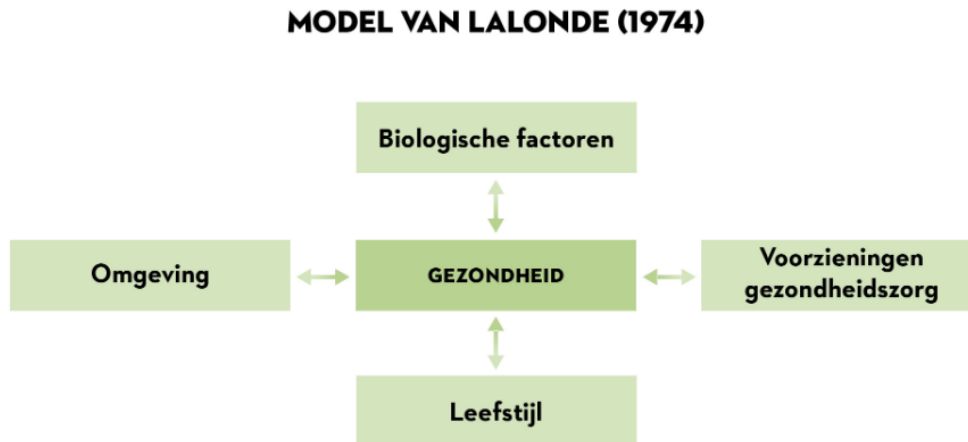 MODEL VAN LALONDE (1974)
Biologische factoren
Omgeving
GEZONDHEID
Voorzieningen
gezondheidszorg
Leefstijl